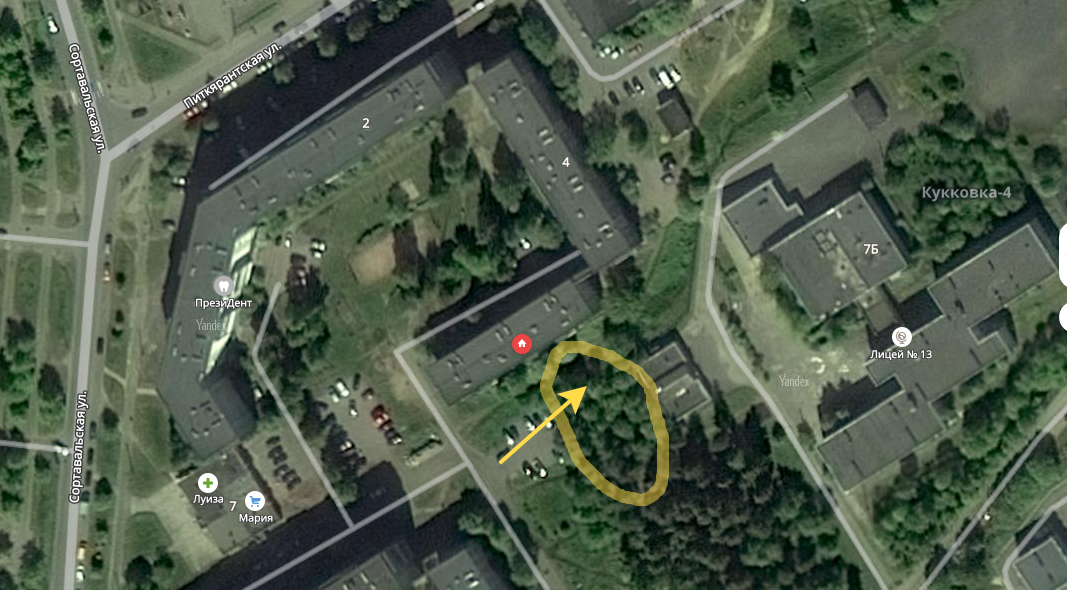 Сортавальская ул.
Питкярантская ул.
2
4
Кукковка-4
7Б
ПрезиДент
Yandex
Лицей № 13
Yandex
Сортавальская ул.
Луиза
7
Мария